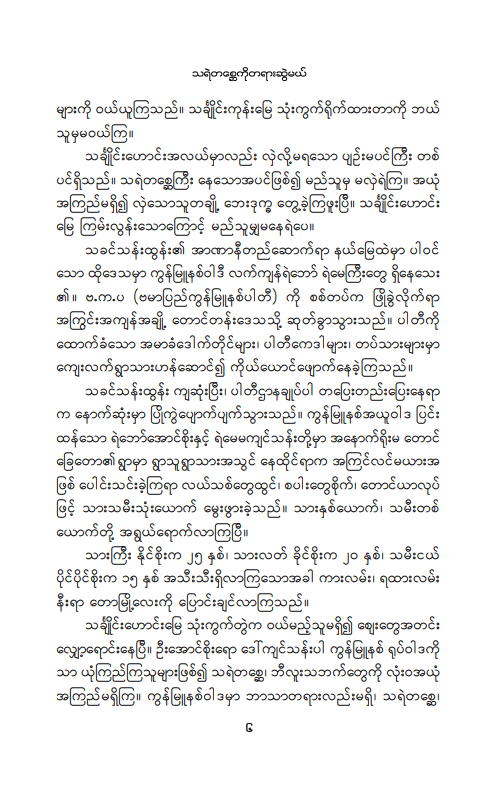 သရဲတစ္ဆေကိုတရားဆွဲမယ်
များကို ဝယ်ယူကြသည်။ သင်္ချိုင်းကုန်းမြေ သုံးကွက်ရိုက်ထားတာကို ဘယ်
သူမှမဝယ်ကြ။
သင်္ချိုင်းဟောင်းအလယ်မှာလည်း လှဲလို့မရသော ပျဉ်းမပင်ကြီး တစ်
ပင်ရှိသည်။ သရဲတစ္ဆေကြီး နေသောအပင်ဖြစ်၍ မည်သူမှ မလှဲရဲကြ။ အယုံ
အကြည်မရှိ၍ လှဲသောသူတချို့ ဘေးဒုက္ခ တွေ့ခဲ့ကြဖူးပြီ။ သင်္ချိုင်းဟောင်း
မြေ ကြမ်းလွန်းသောကြောင့် မည်သူမျှမနေရဲပေ။
သခင်သန်းထွန်း၏ အာဏာနီတည်ဆောက်ရာ နယ်မြေထဲမှာ ပါဝင်
သော ထိုဒေသမှာ ကွန်မြူနစ်ဝါဒီ လက်ကျန်ရဲဘော် ရဲမေကြီးတွေ ရှိနေသေး
၏။ ဗ.က.ပ (ဗမာပြည်ကွန်မြူနစ်ပါတီ) ကို စစ်တပ်က ဖြိုခွဲလိုက်ရာ
အကြွင်းအကျန်အချို့ တောင်တန်းဒေသသို့ ဆုတ်ခွာသွားသည်။ ပါတီကို
ထောက်ခံသော အမာခံဒေါက်တိုင်များ၊ ပါတီကေဒါများ၊ တပ်သားများမှာ
ကျေးလက်ရွာသားဟန်ဆောင်၍ ကိုယ်ယောင်ဖျောက်နေခဲ့ကြသည်။
သခင်သန်းထွန်း ကျဆုံးပြီး၊ ပါတီဌာနချုပ်ပါ တပြေးတည်းပြေးနေရာ
က နောက်ဆုံးမှာ ပြိုကွဲပျောက်ပျက်သွားသည်။ ကွန်မြူနစ်အယူဝါဒ ပြင်း
ထန်သော ရဲဘော်အောင်စိုးနှင့် ရဲမေမကျင်သန်းတို့မှာ အနောက်ရိုးမ တောင်
ခြေတော၏ရွာမှာ ရွာသူရွာသားအသွင် နေထိုင်ရာက အကြင်လင်မယားအ
ဖြစ် ပေါင်းသင်းခဲ့ကြရာ လယ်သစ်တွေထွင်၊ စပါးတွေစိုက်၊ တောင်ယာလုပ်
ဖြင့် သားသမီးသုံးယောက် မွေးဖွားခဲ့သည်။ သားနှစ်ယောက်၊ သမီးတစ်
ယောက်တို့ အရွယ်ရောက်လာကြပြီ။
သားကြီး နိုင်စိုးက ၂၅ နှစ်၊ သားလတ် ခိုင်စိုးက ၂၀ နှစ်၊ သမီးငယ်
ပိုင်ပိုင်စိုးက ၁၅ နှစ် အသီးသီးရှိလာကြသောအခါ ကားလမ်း၊ ရထားလမ်း
နီးရာ တောမြို့လေးကို ပြောင်းချင်လာကြသည်။
သင်္ချိုင်းဟောင်းမြေ သုံးကွက်တွဲက ဝယ်မည့်သူမရှိ၍ ဈေးတွေအတင်း
လျှော့ရောင်းနေပြီ။ ဦးအောင်စိုးရော ဒေါ်ကျင်သန်းပါ ကွန်မြူနစ် ရုပ်ဝါဒကို
သာ ယုံကြည်ကြသူများဖြစ်၍ သရဲတစ္ဆေ၊ ဘီလူးသဘက်တွေကို လုံးဝအယုံ
အကြည်မရှိကြ။ ကွန်မြူနစ်ဝါဒမှာ ဘာသာတရားလည်းမရှိ၊ သရဲတစ္ဆေ၊
၆